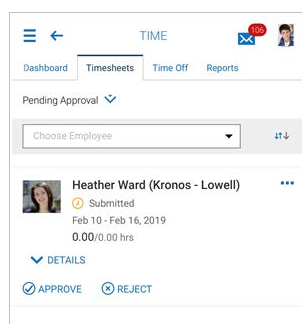 TIME
106
Dashboard Timesheets Time Off Reports
Pending Approval
Choose Employee
Heather Ward (Kronos - Lowell)
Submitted
Feb 10 - Feb 16, 2019
0.00/0.00 hrs
DETAILS
APPROVE REJECT